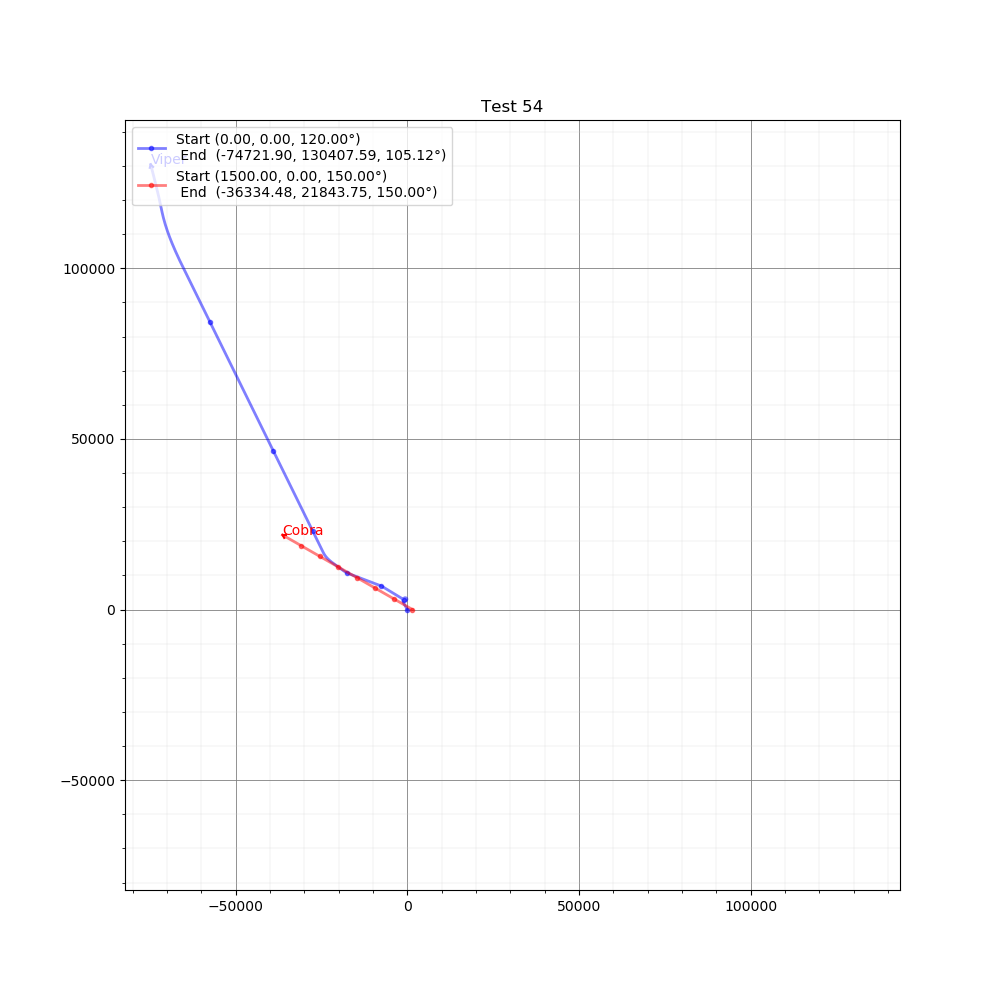 Test 54
Start (0.00, 0.00, 120.00°)
End (-74721.90, 130407.59, 105.12°)
Start (1500.00, 0.00, 150.00°)
End (-36334.48, 21843.75, 150.00°)
Viper
100000
50000
Cobra
0
−50000
−50000 0 50000 100000